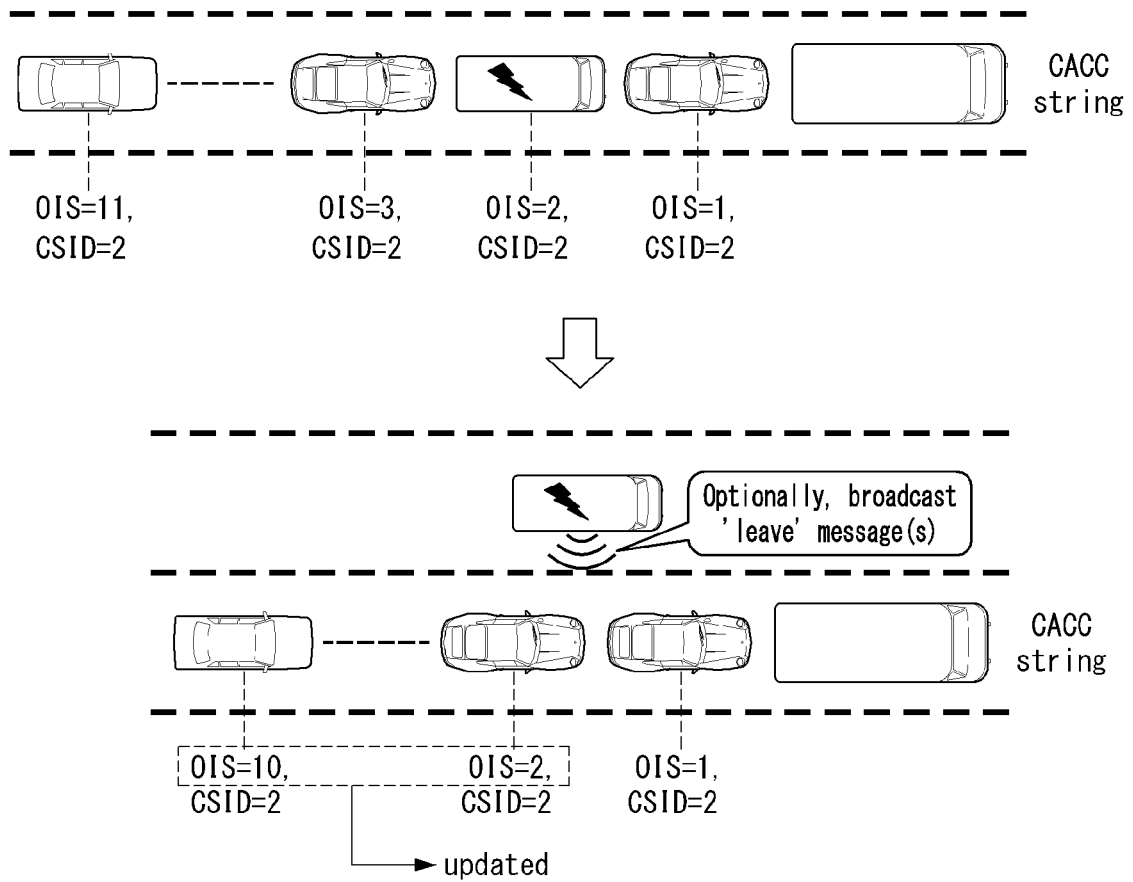 CACC
string
OIS=11,
CSID=2
OIS=3,
CSID=2
OIS=2,
CSID=2
OIS=1,
CSID=2
Optionally, broadcast
'leave' message(s)
CACC
string
OIS=10,
CSID=2
OIS=2,
CSID=2
OIS=1,
CSID=2
updated